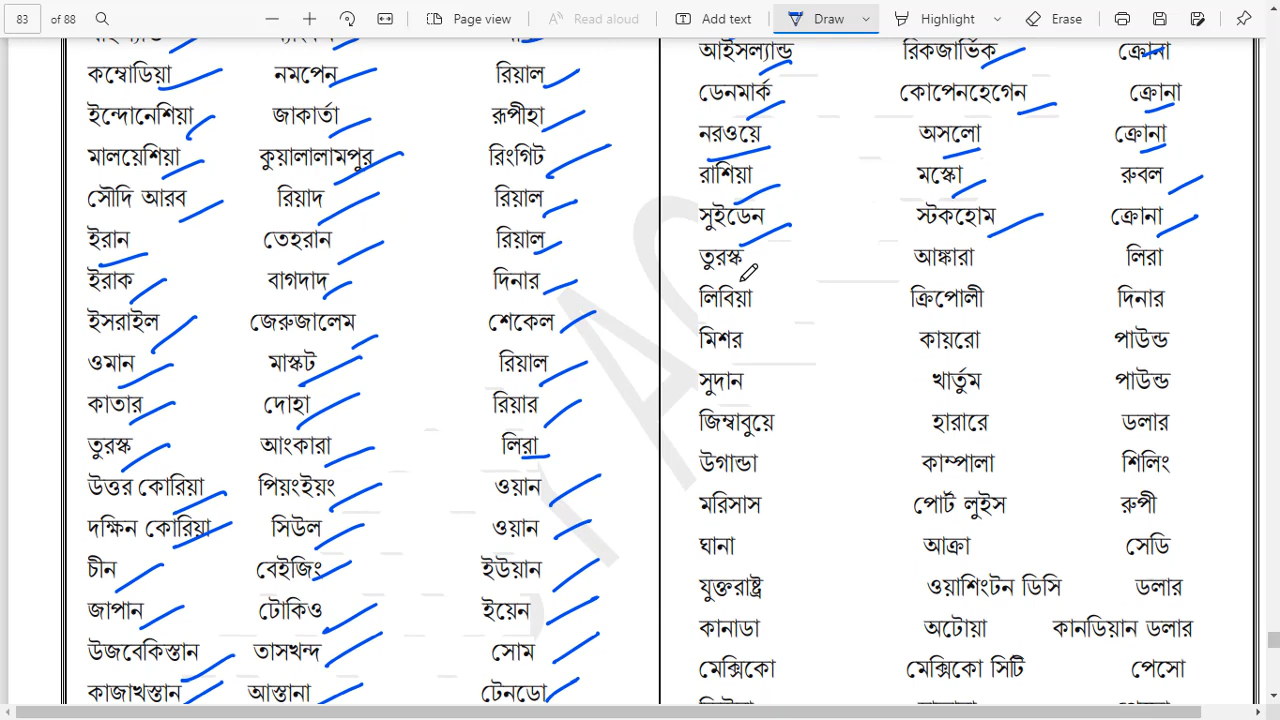 83 of 88 Page view Read aloud Add text Draw Highlight Erase
কম্বোডিয়া নমপেন রিয়াল
ইন্দোনেশিয়া জাকার্তা রূপীহা
মালয়েশিয়া কুয়ালালামপুর রিংগিট
সৌদি আরব রিয়াদ রিয়াল
ইরান তেহরান রিয়াল
ইরাক বাগদাদ দিনার
ইসরাইল জেরুজালেম শেকেল
ওমান মাস্কট রিয়াল
কাতার দোহা রিয়ার
তুরস্ক আংকারা লিরা
উত্তর কোরিয়া পিয়ংইয়ং ওয়ান
দক্ষিন কোরিয়া সিউল ওয়ান
চীন বেইজিং ইউয়ান
জাপান টোকিও ইয়েন
উজবেকিস্তান তাসখন্দ সোম
কাজাখস্তান আস্তানা টেনডো
আইসল্যান্ড রিকজার্ভিক ক্রোনা
ডেনমার্ক কোপেনহেগেন ক্রোনা
নরওয়ে অসলো ক্রোনা
রাশিয়া মস্কো রুবল
সুইডেন স্টকহোম ক্রোনা
তুরস্ক আঙ্কারা লিরা
লিবিয়া ক্রিপোলী দিনার
মিশর কায়রো পাউন্ড
সুদান খার্তুম পাউন্ড
জিম্বাবুয়ে হারারে ডলার
উগান্ডা কাম্পালা শিলিং
মরিসাস পোর্ট লুইস রুপী
ঘানা আক্রা সেডি
যুক্তরাষ্ট্র ওয়াশিংটন ডিসি ডলার
কানাডা অটোয়া কানডিয়ান ডলার
মেক্সিকো মেক্সিকো সিটি পেসো